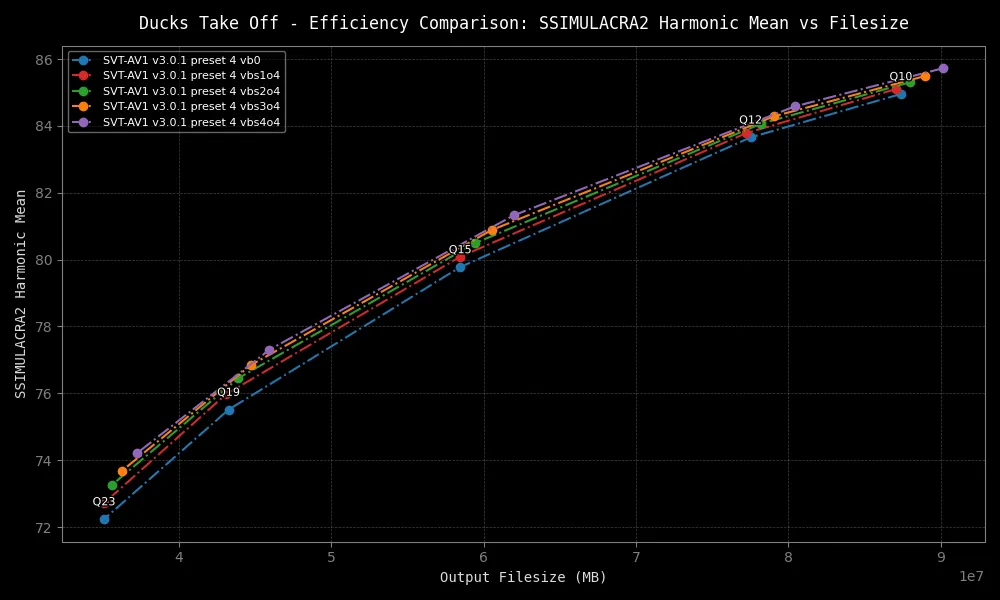 Ducks Take Off - Efficiency Comparison: SSIMULACRA2 Harmonic Mean vs Filesize
SVT-AV1 v3.0.1 preset 4 vb0
SVT-AV1 v3.0.1 preset 4 vbs1o4
SVT-AV1 v3.0.1 preset 4 vbs2o4
SVT-AV1 v3.0.1 preset 4 vbs3o4
SVT-AV1 v3.0.1 preset 4 vbs4o4
86
84
82
80
78
76
74
72
SSIMULACRA2 Harmonic Mean
Q10
Q12
Q15
Q19
Q23
4 5 6 7 8 9
1e7
Output Filesize (MB)